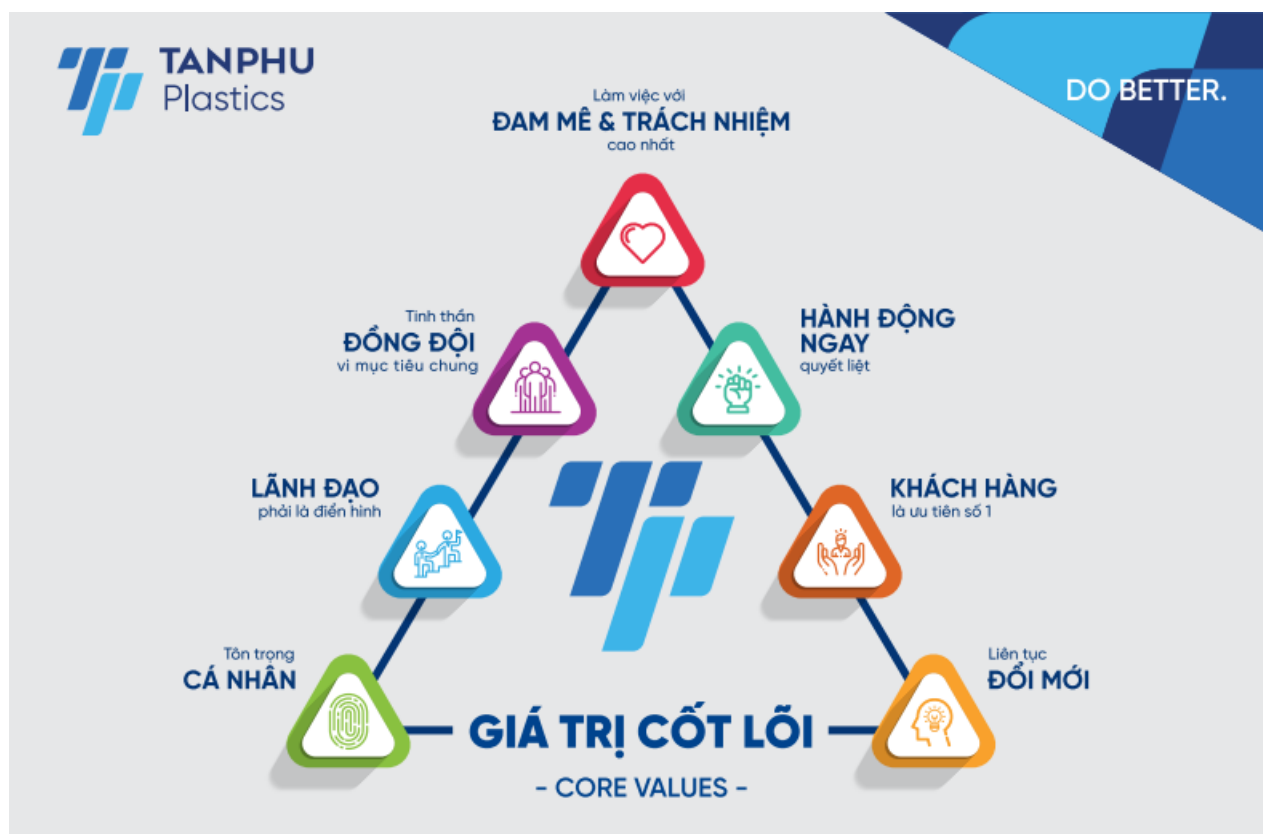 TANPHU
Plastics
DO BETTER.
Làm việc với
ĐAM MÊ & TRÁCH NHIỆM
cao nhất
Tinh thần
ĐỒNG ĐỘI
vì mục tiêu chung
HÀNH ĐỘNG
NGAY
quyết liệt
LÃNH ĐẠO
phải là điển hình
KHÁCH HÀNG
là ưu tiên số 1
Tôn trọng
CÁ NHÂN
Liên tục
ĐỔI MỚI
GIÁ TRỊ CỐT LÕI
- CORE VALUES -